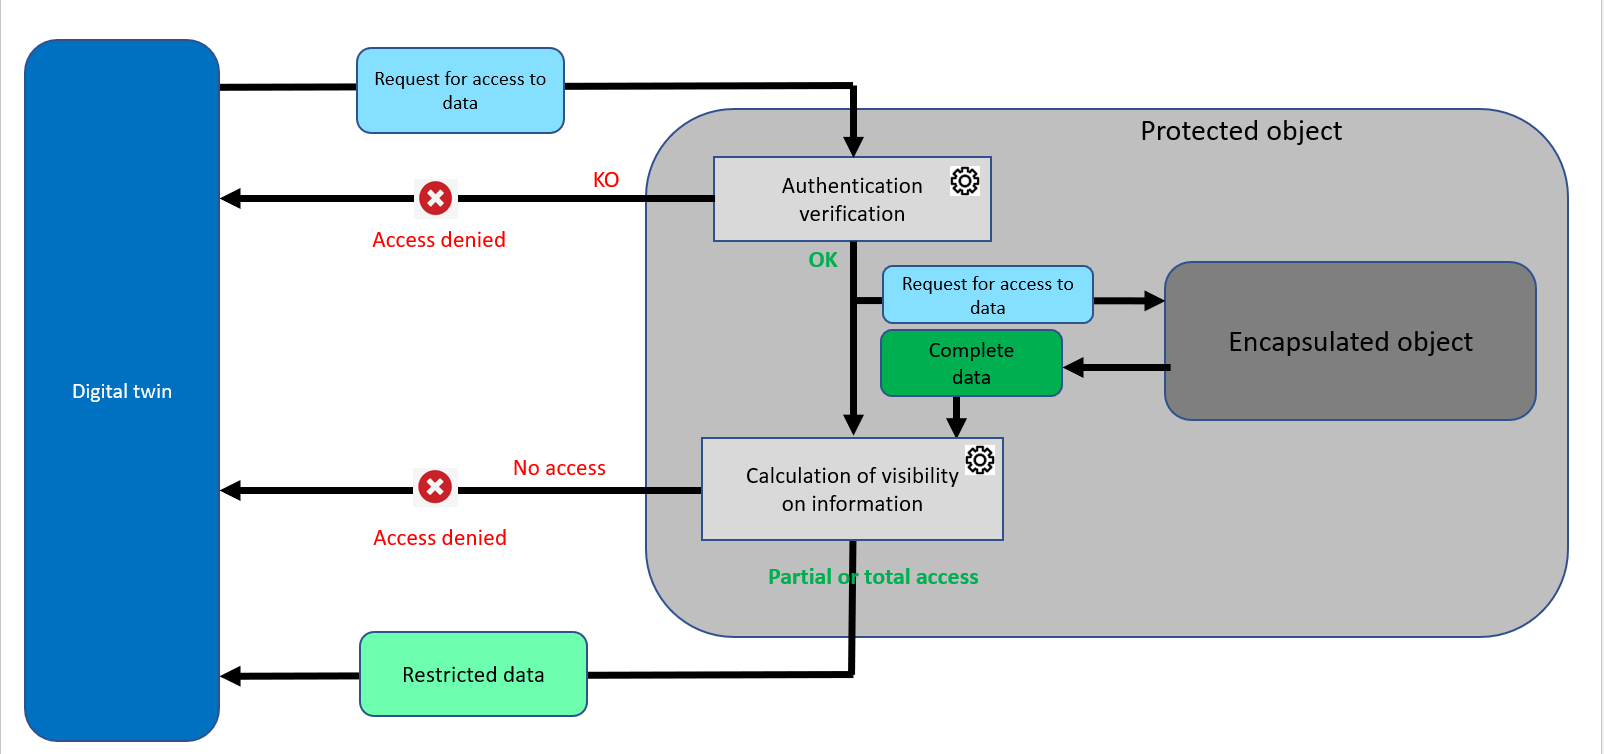 Request for access to
data
Protected object
KO
Authentication
verification
Access denied
OK
Request for access to
data
Encapsulated object
Complete
data
Digital twin
No access
Calculation of visibility
on information
Access denied
Partial or total access
Restricted data